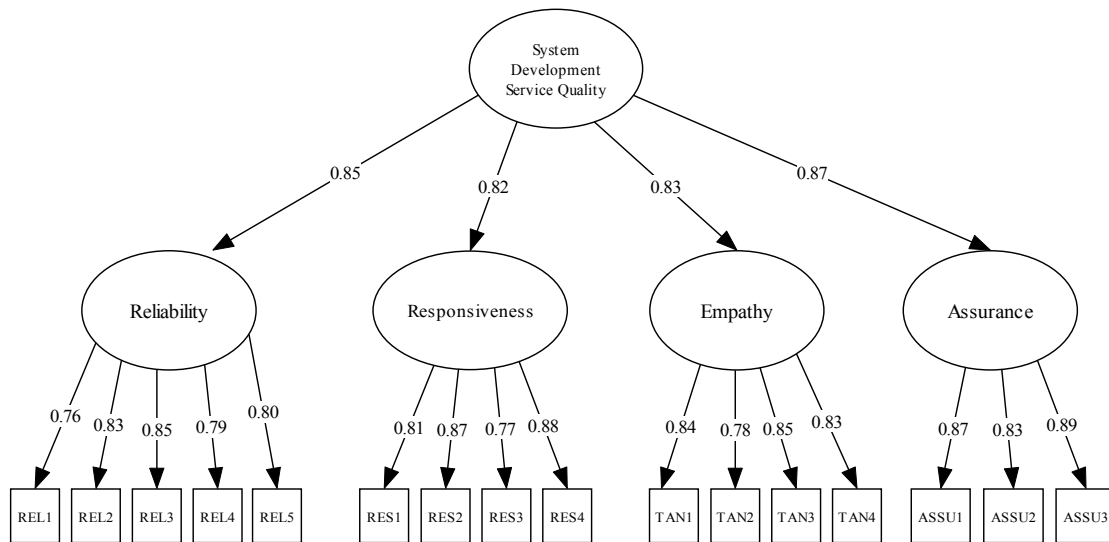 System
Development
Service Quality
0.85
0.82
0.83
0.87
Reliability
Responsiveness
Empathy
Assurance
0.76
0.83
0.85
0.79
0.80
0.81
0.87
0.77
0.88
0.84
0.78
0.85
0.83
0.87
0.83
0.89
REL1
REL2
REL3
REL4
REL5
RES1
RES2
RES3
RES4
TAN1
TAN2
TAN3
TAN4
ASSU1
ASSU2
ASSU3